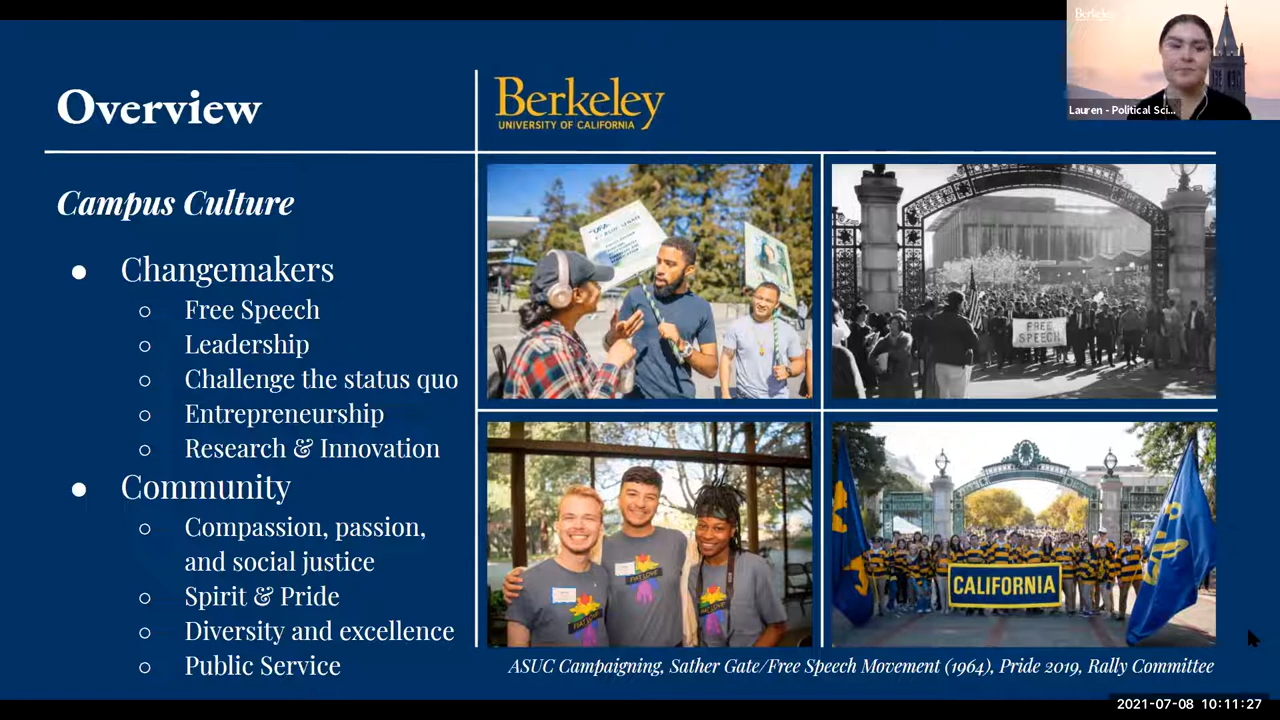 Overview
Berkeley
UNIVERSITY OF CALIFORNIA
Berkeley
Lauren - Political Sci...
Campus Culture
Changemakers
Free Speech
Leadership
Challenge the status quo
Entrepreneurship
Research & Innovation
Community
Compassion, passion,
and social justice
Spirit & Pride
Diversity and excellence
Public Service
FREE
SPEECH
CALIFORNIA
ASUC Campaigning, Sather Gate/Free Speech Movement (1964), Pride 2019, Rally Committee
2021-07-08 10:11:27